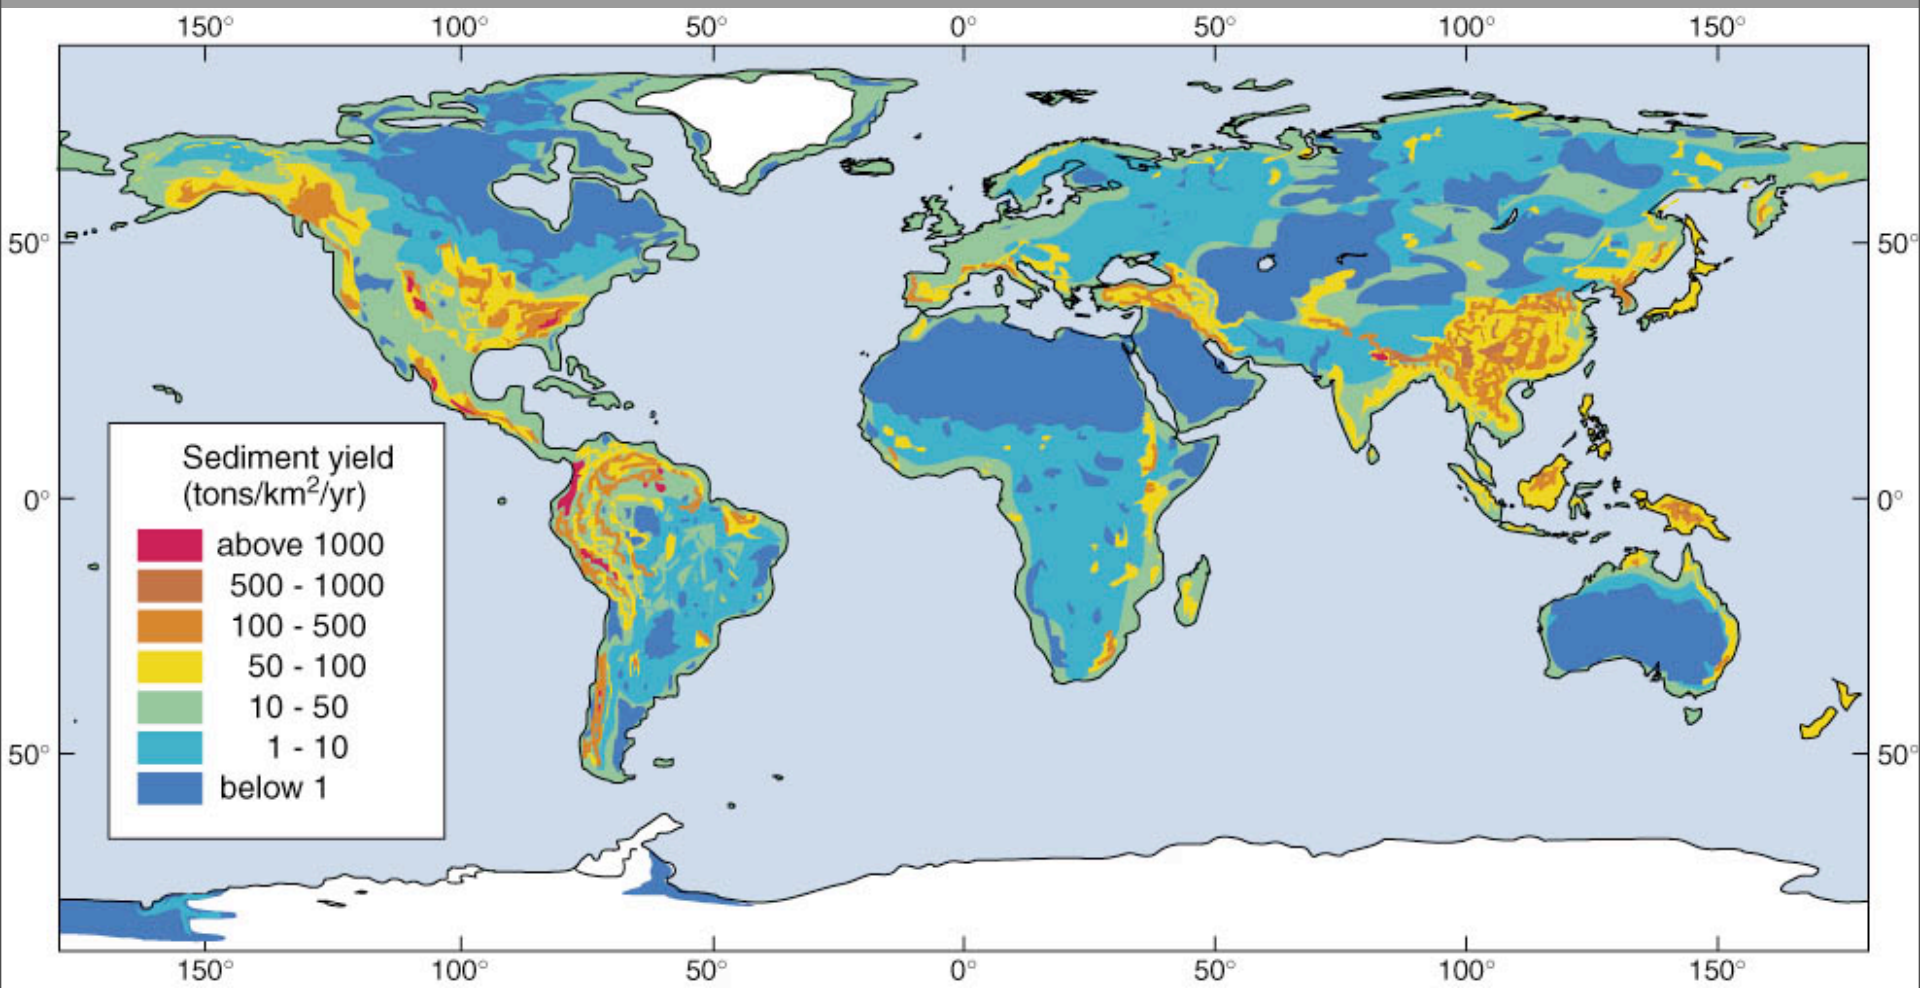 150° 100° 50° 0° 50° 100° 150°
50° 50°
Sediment yield
(tons/km²/yr)
0° 0°
above 1000
500 - 1000
100 - 500
50 - 100
10 - 50
1 - 10
50° 50°
below 1
150° 100° 50° 0° 50° 100° 150°